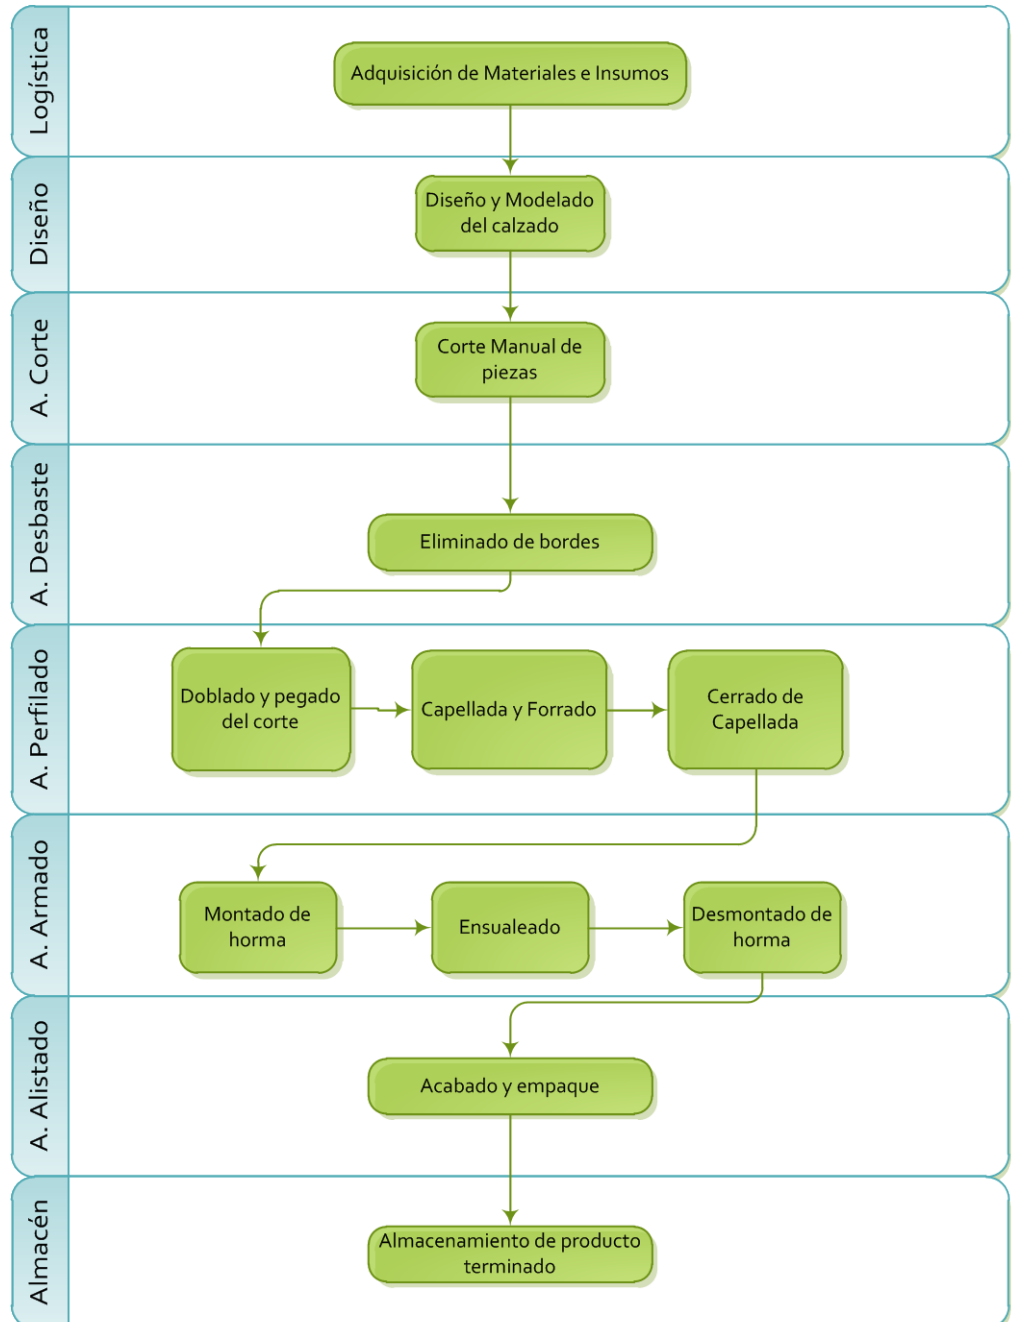 Logística
Adquisición de Materiales e Insumos
Diseño
Diseño y Modelado
del calzado
A. Corte
Corte Manual de
piezas
A. Desbaste
Eliminado de bordes
A. Perfilado
Doblado y pegado
del corte
Capellada y Forrado
Cerrado de
Capellada
A. Armado
Montado de
horma
Ensualeado
Desmontado de
horma
A. Alistado
Acabado y empaque
Almacén
Almacenamiento de producto
terminado